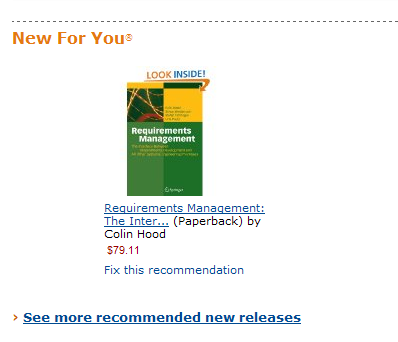 New For You®
LOOK INSIDE!
Requirements
Management
Springer
Requirements Management:
The Inter... (Paperback) by
Colin Hood
$79.11
Fix this recommendation
› See more recommended new releases